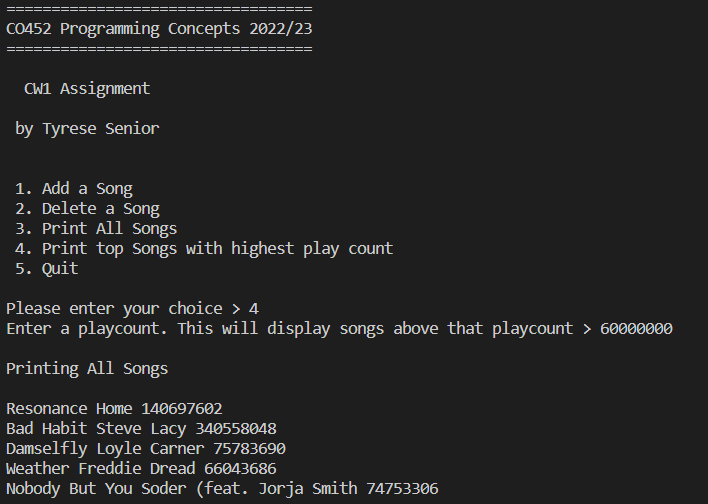 ==================================
CO452 Programming Concepts 2022/23
==================================
CW1 Assignment
by Tyrese Senior
1. Add a Song
2. Delete a Song
3. Print All Songs
4. Print top Songs with highest play count
5. Quit
Please enter your choice > 4
Enter a playcount. This will display songs above that playcount > 60000000
Printing All Songs
Resonance Home 140697602
Bad Habit Steve Lacy 340558048
Damselfly Loyle Carner 75783690
Weather Freddie Dread 66043686
Nobody But You Soder (feat. Jorja Smith 74753306